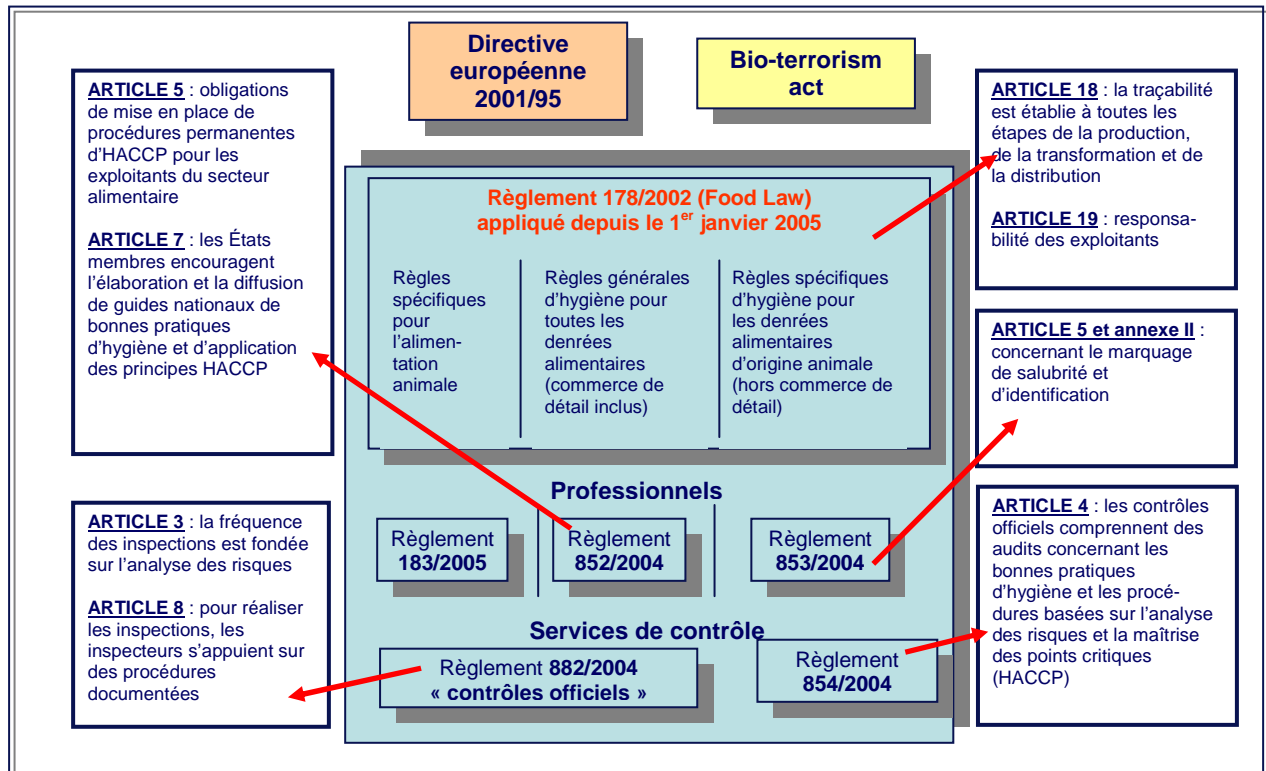 Directive
européenne
2001/95
Bio-terrorism
act
ARTICLE 5 : obligations
de mise en place de
procédures permanentes
d'HACCP pour les
exploitants du secteur
alimentaire
ARTICLE 7 : les États
membres encouragent
l'élaboration et la diffusion
de guides nationaux de
bonnes pratiques
d'hygiène et d'application
des principes HACCP
ARTICLE 18 : la traçabilité
est établie à toutes les
étapes de la production,
de la transformation et de
la distribution
ARTICLE 19 : responsa-
bilité des exploitants
Règlement 178/2002 (Food Law)
appliqué depuis le 1er janvier 2005
Règles
spécifiques
pour
l'alimen-
tation
animale
Règles générales
d'hygiène pour
toutes les
denrées
alimentaires
(commerce de
détail inclus)
Règles spécifiques
d'hygiène pour
les denrées
alimentaires
d'origine animale
(hors commerce de
détail)
ARTICLE 5 et annexe II :
concernant le marquage
de salubrité et
d'identification
Professionnels
Règlement
183/2005
Règlement
852/2004
Règlement
853/2004
ARTICLE 3 : la fréquence
des inspections est fondée
sur l'analyse des risques
ARTICLE 8 : pour réaliser
les inspections, les
inspecteurs s'appuient sur
des procédures
documentées
ARTICLE 4 : les contrôles
officiels comprennent des
audits concernant les
bonnes pratiques
d'hygiène et les procé-
dures basées sur l'analyse
des risques et la maîtrise
des points critiques
(HACCP)
Services de contrôle
Règlement 882/2004
« contrôles officiels »
Règlement
854/2004